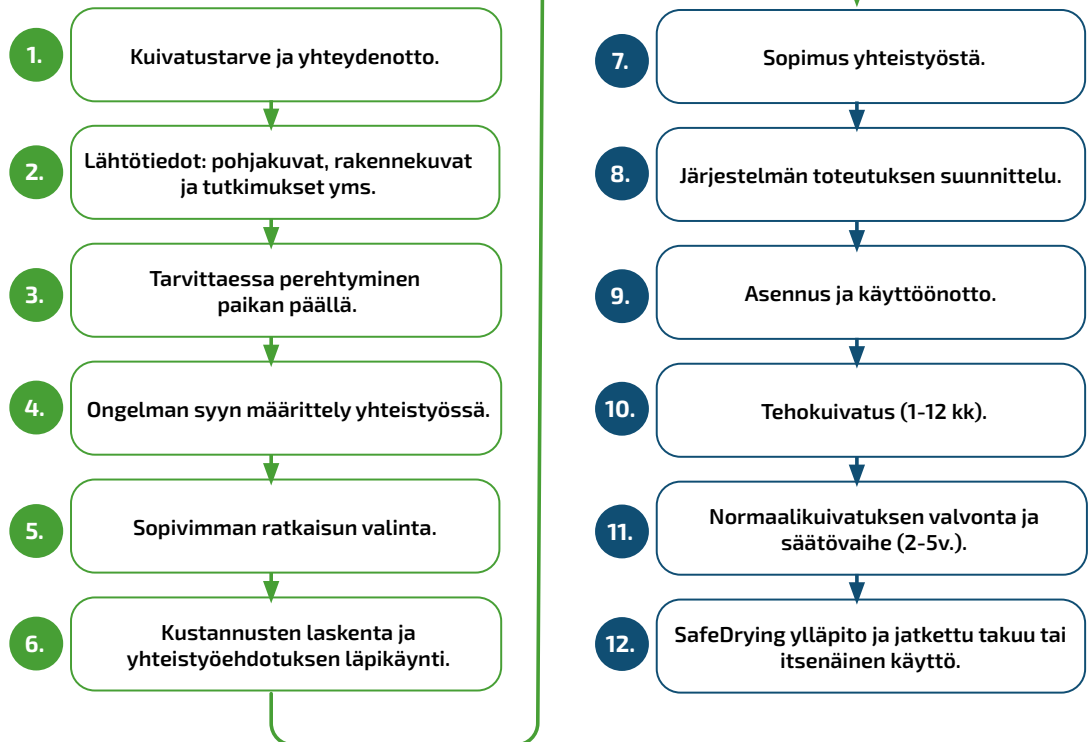 1.
Kuivatustarve ja yhteydenotto.
2.
Lähtötiedot: pohjakuvat, rakennekuvat
ja tutkimukset yms.
3.
Tarvittaessa perehtyminen
paikan päällä.
4.
Ongelman syyn määrittely yhteistyössä.
5.
Sopivimman ratkaisun valinta.
6.
Kustannusten laskenta ja
yhteistyöehdotuksen läpikäynti.
7.
Sopimus yhteistyöstä.
8.
Järjestelmän toteutuksen suunnittelu.
9.
Asennus ja käyttöönotto.
10.
Tehokuivatus (1-12 kk).
11.
Normaalikuivatuksen valvonta ja
säätövaihe (2-5v.).
12.
SafeDrying ylläpito ja jatkettu takuu tai
itsenäinen käyttö.